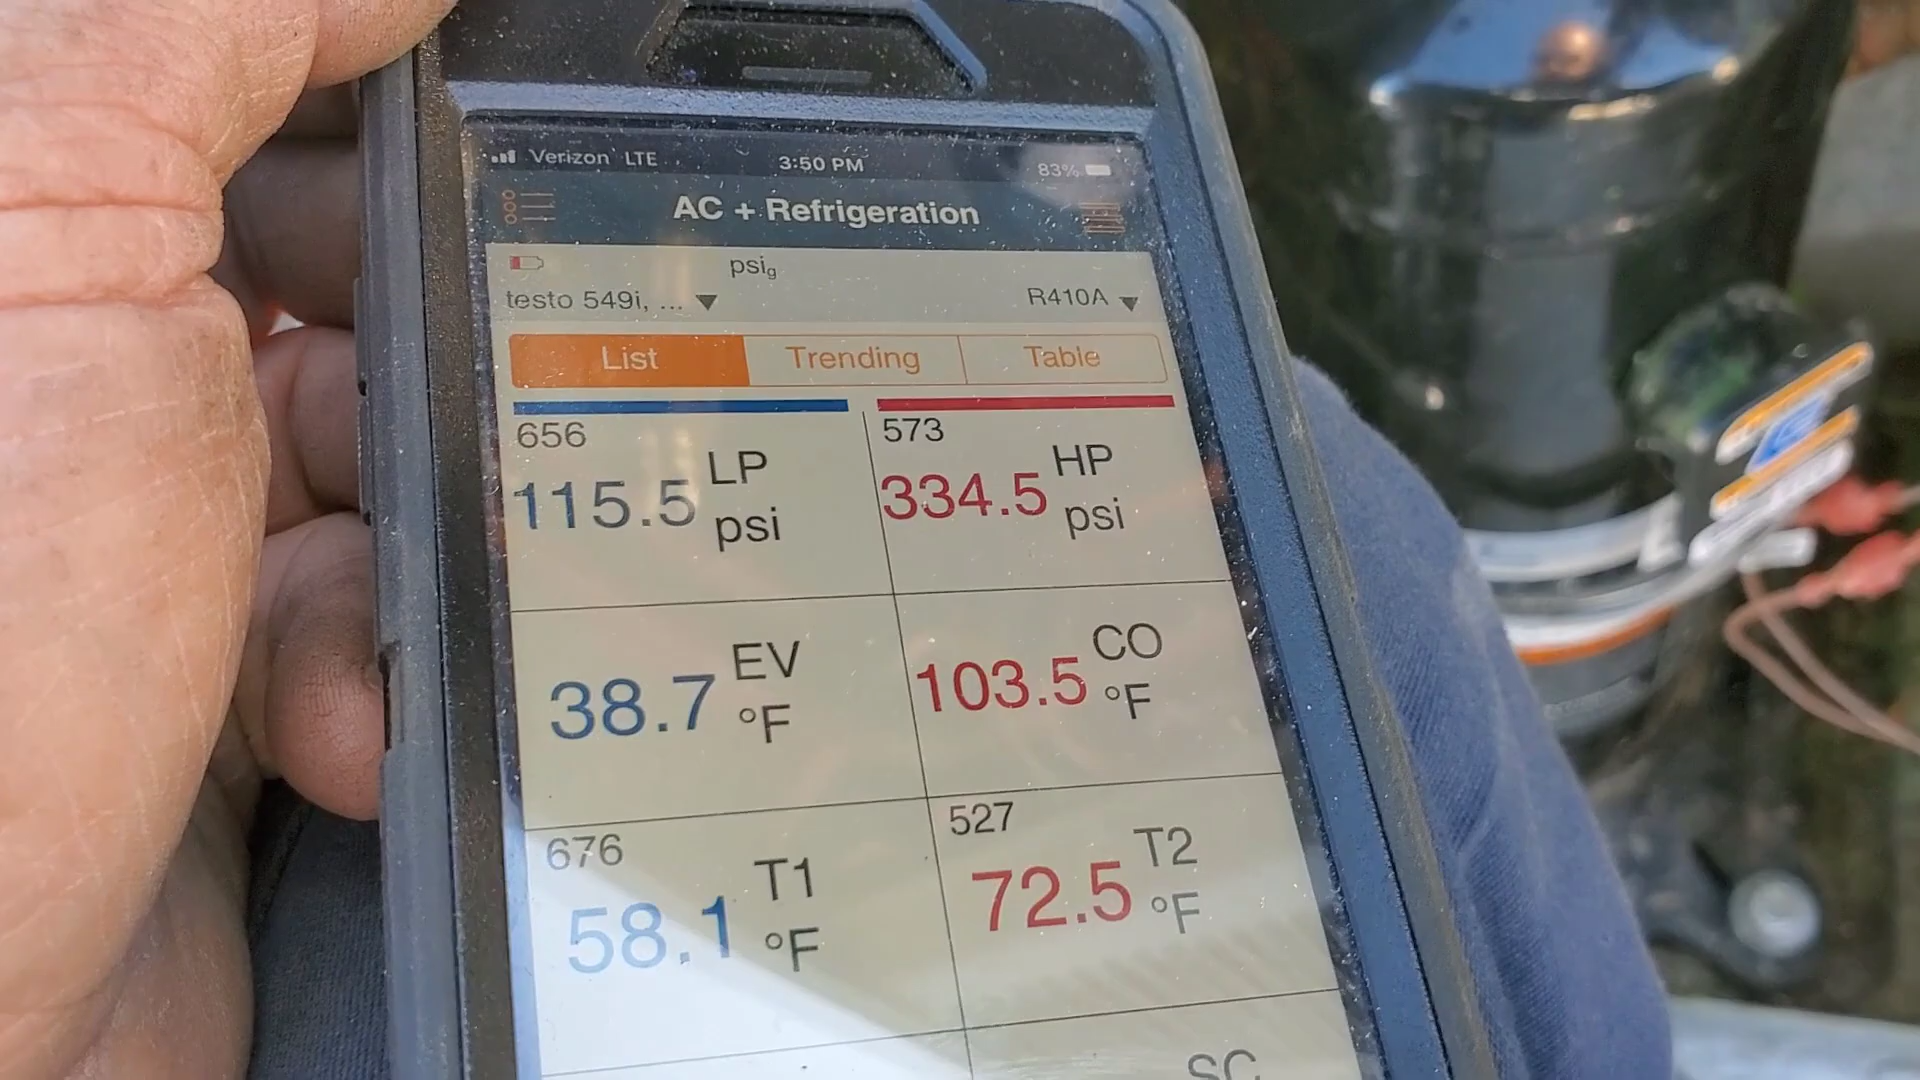 Verizon LTE 3:50 PM 83%
AC + Refrigeration
psig
testo 549i, ... R410A
List Trending Table
656 573
115.5 LP psi 334.5 HP psi
38.7 EV °F 103.5 CO °F
676 527
58.1 T1 °F 72.5 T2 °F
SC